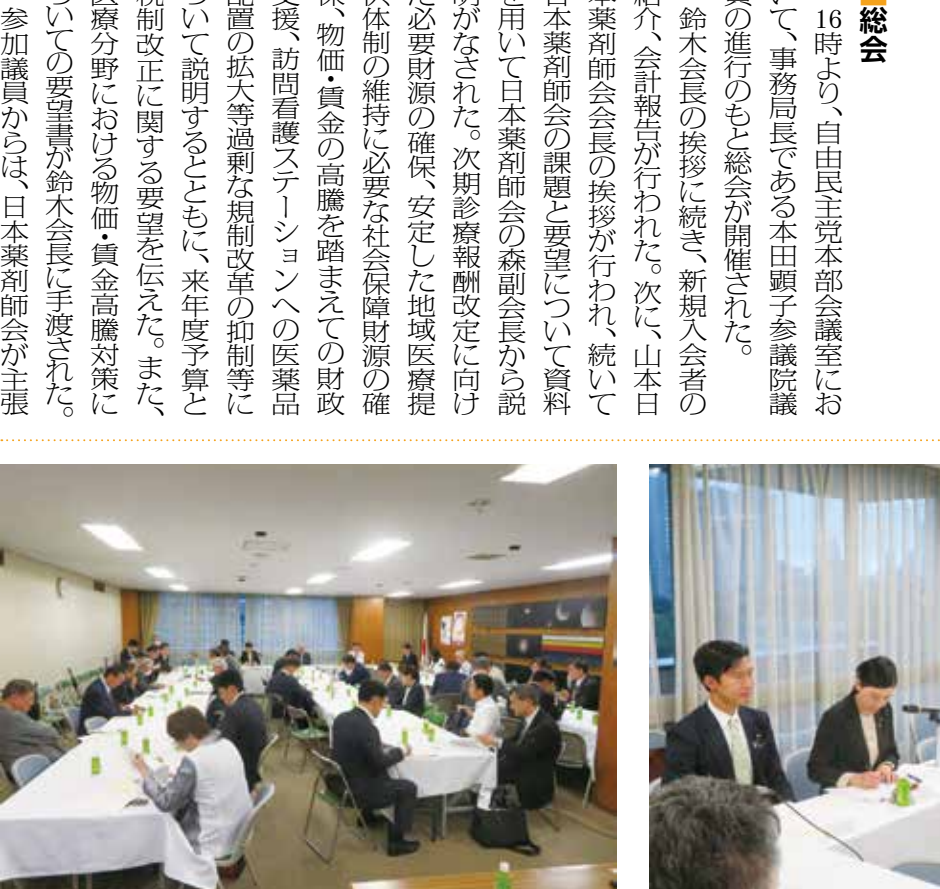 総会
16時より、自由民主党本部会議室にお
いて、事務局長である本田顕子参議院議
員の進行のもと総会が開催された。
鈴木会長の挨拶に続き、新規入会者の
紹介、会計報告が行われた。次に、山本日
本薬剤師会会長の挨拶が行われ、続いて
日本薬剤師会の課題と要望について資料
を用いて日本薬剤師会の森副会長から説
明がなされた。次期診療報酬改定に向け
た必要財源の確保、安定した地域医療提
供体制の維持に必要な社会保障財源の確
保、物価・賃金の高騰を踏まえての財政
支援、訪問看護ステーションへの医薬品
配置の拡大等過剰な規制改革の抑制等に
ついて説明するとともに、来年度予算と
税制改正に関する要望を伝えた。また、
医療分野における物価・賃金高騰対策に
ついての要望書が鈴木会長に手渡された。
参加議員からは、日本薬剤師会が主張